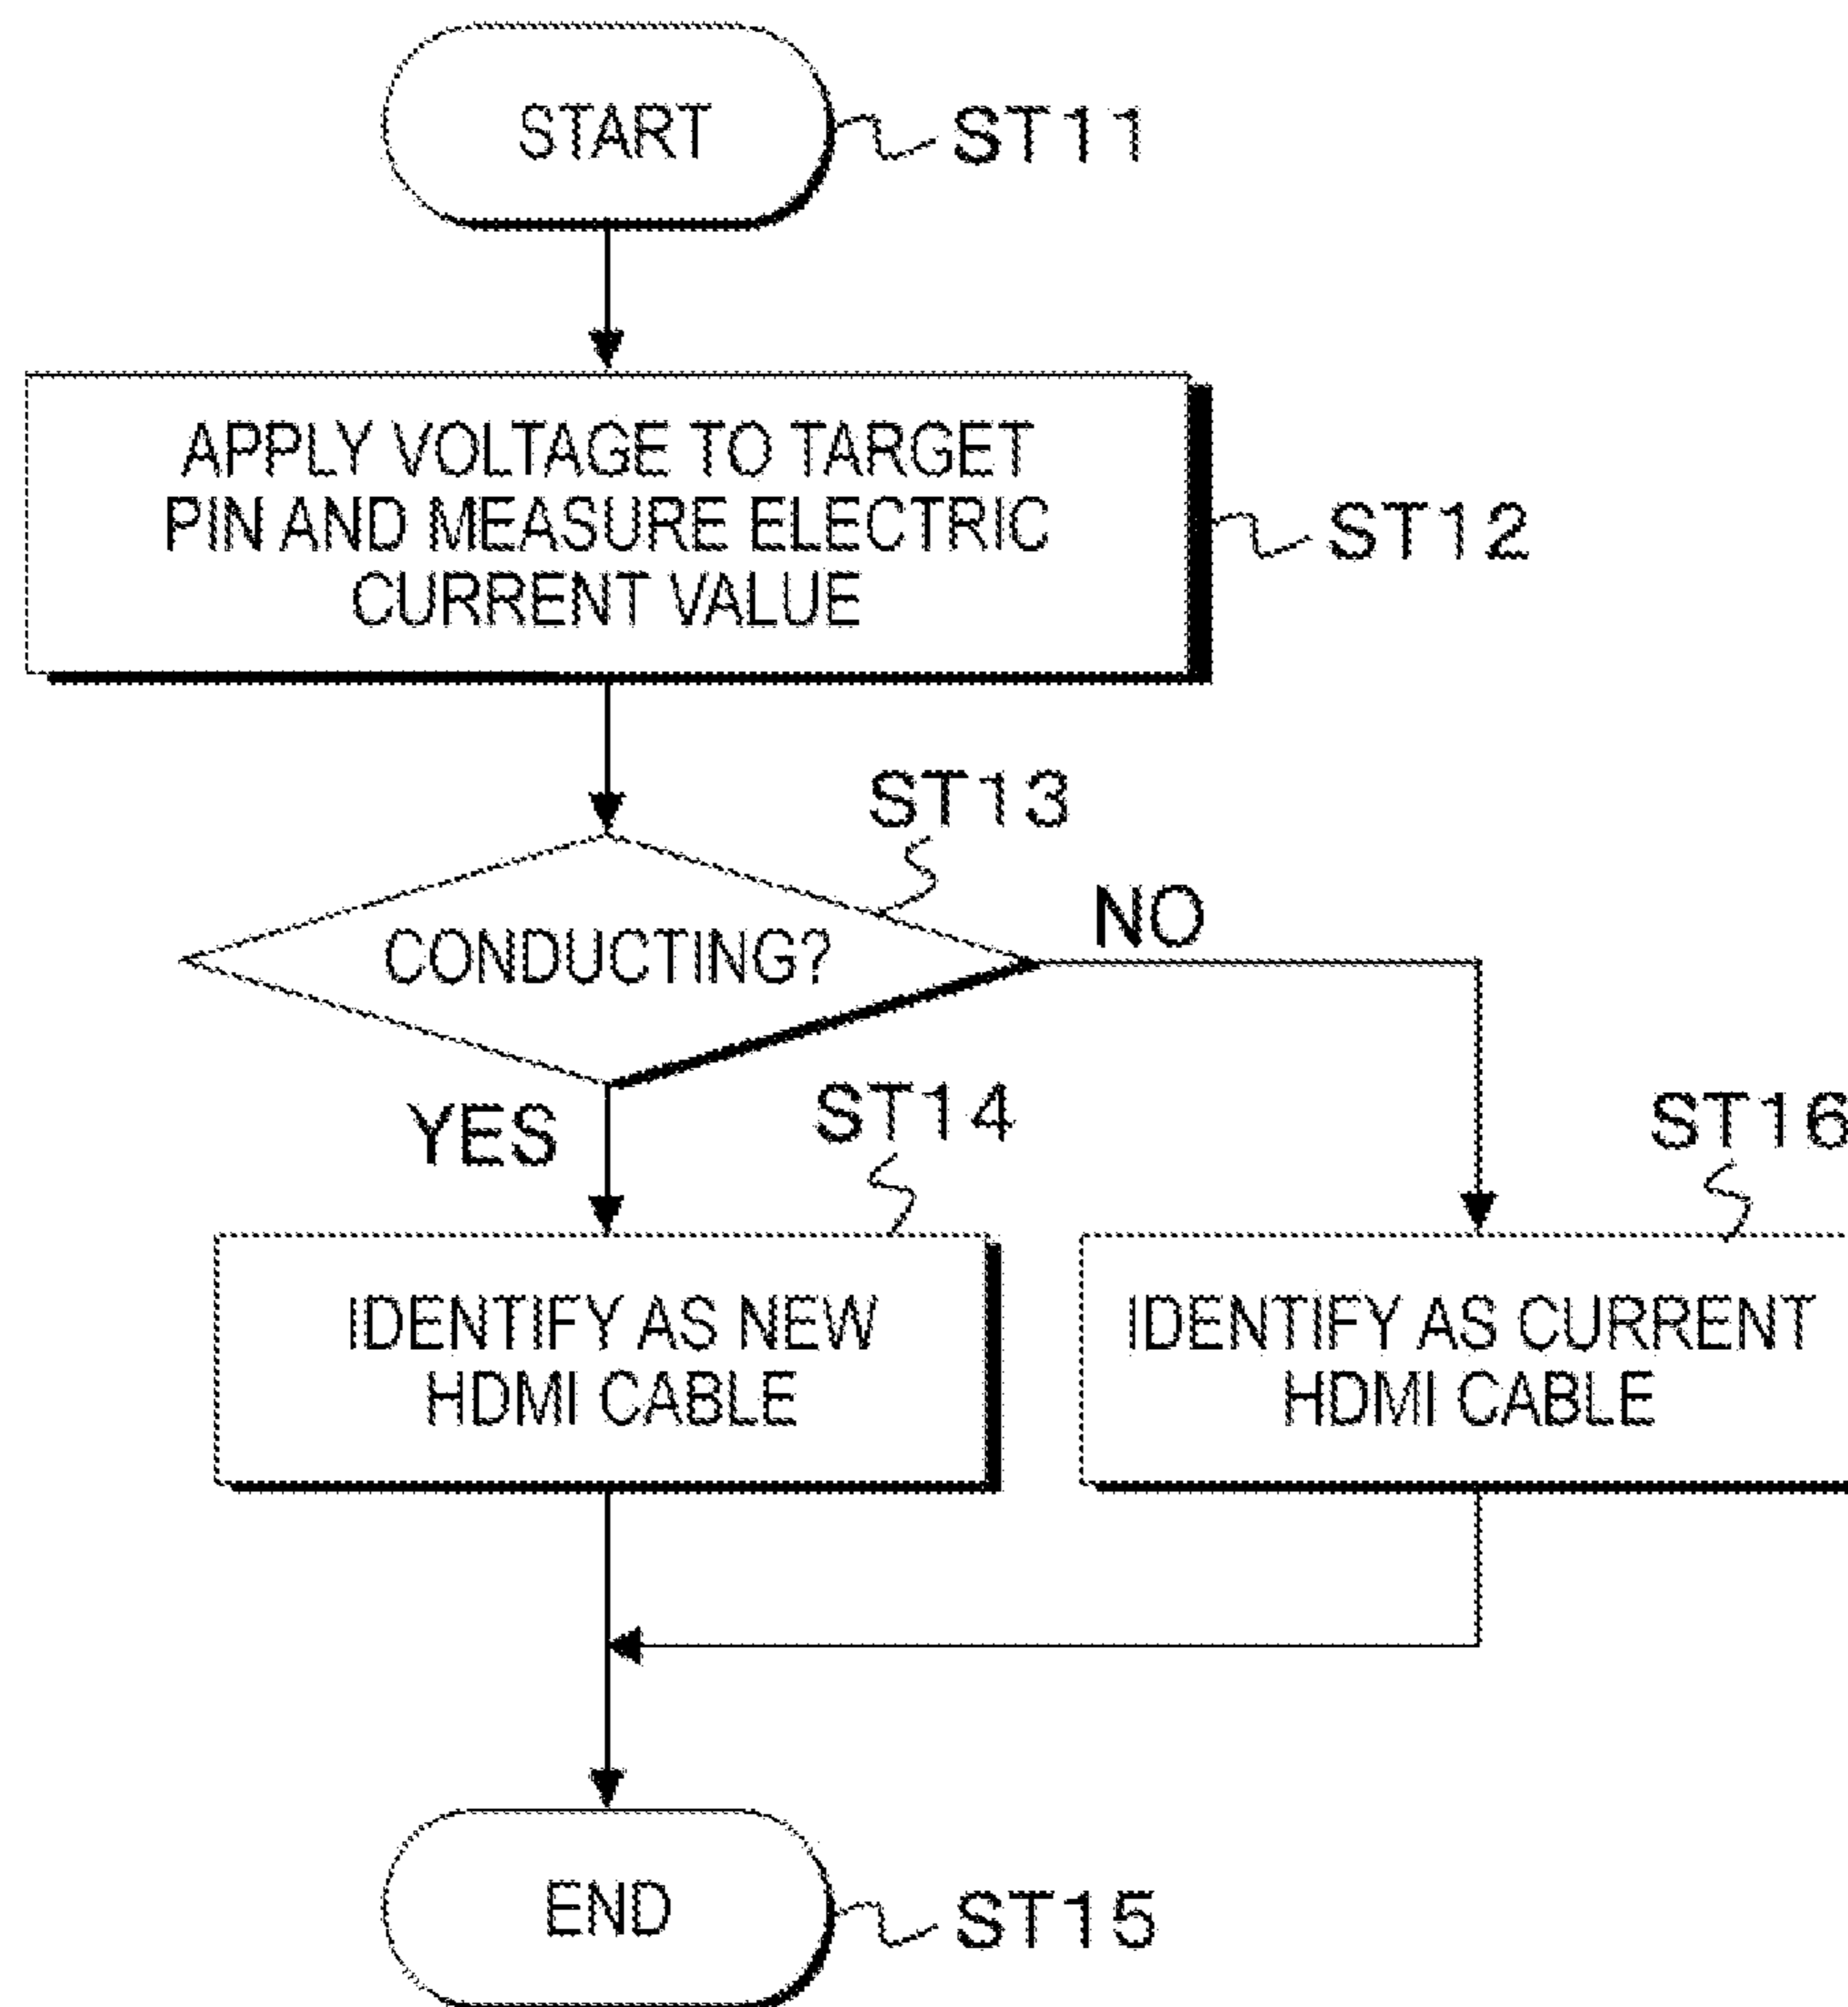 START
ST11
APPLY VOLTAGE TO TARGET
PIN AND MEASURE ELECTRIC
CURRENT VALUE
ST12
ST13
CONDUCTING?
NO
YES
ST14
IDENTIFY AS NEW
HDMI CABLE
ST16
IDENTIFY AS CURRENT
HDMI CABLE
END
ST15